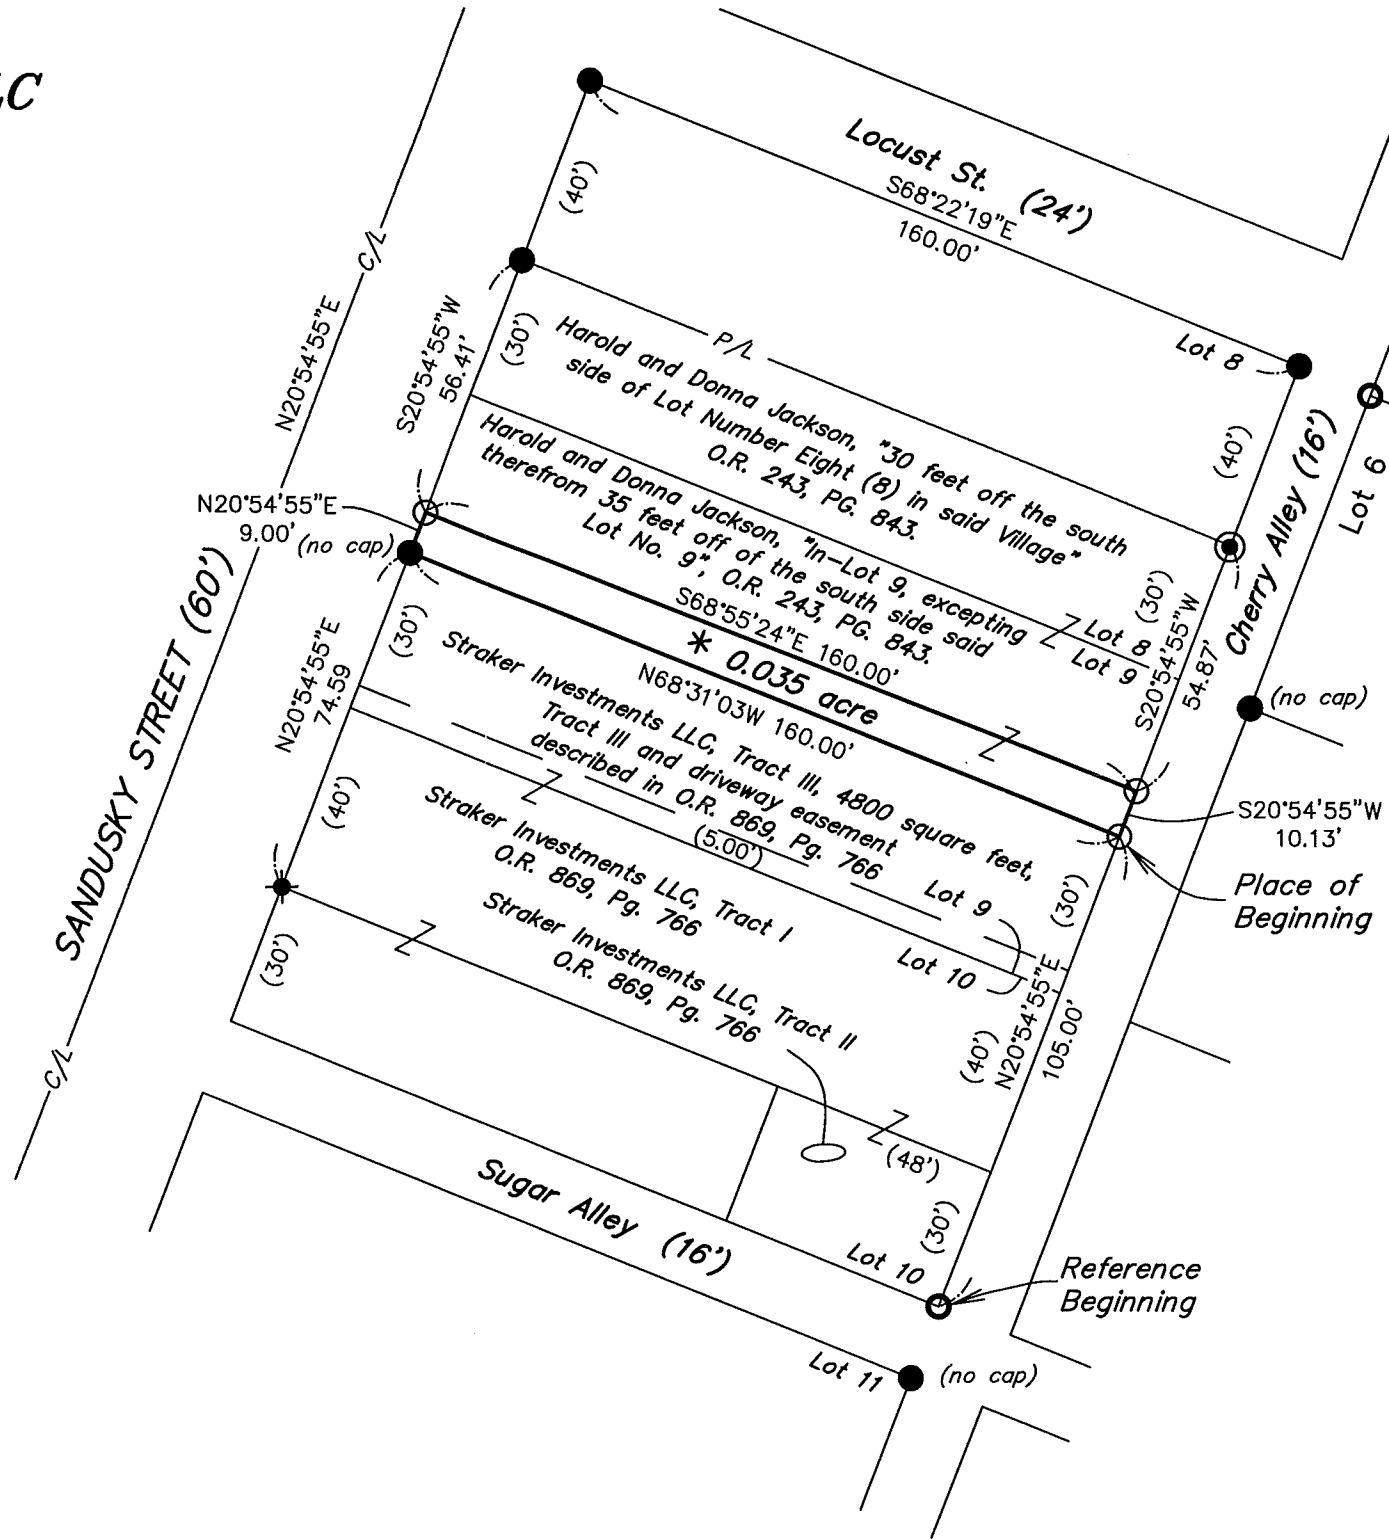 LC
Locust St. (24')
S68°22'19"E
160.00'
(40')
C/L
N20°54'55"E
S20°54'55"W
56.41'
(30')
P/L
Lot 8
Harold and Donna Jackson, "30 feet off the south
side of Lot Number Eight (8) in said Village"
O.R. 243, PG. 843.
(40')
Cherry Alley (16')
Lot 6
Harold and Donna Jackson, "In-Lot 9, excepting
therefrom 35 feet off of the south side said
Lot No. 9", O.R. 243, PG. 843.
(30')
Lot 8
Lot 9
S20°54'55"W
54.87'
(no cap)
N20°54'55"E
9.00' (no cap)
S68°55'24"E 160.00'
* 0.035 acre
N68°31'03W 160.00'
SANDUSKY STREET (60')
N20°54'55"E
74.59
(30')
Straker Investments LLC, Tract III, 4800 square feet,
Tract III and driveway easement
described in O.R. 869, Pg. 766
(5.00')
S20°54'55"W
10.13'
Place of
Beginning
(30')
Lot 9
Lot 10
(40')
Straker Investments LLC, Tract I
O.R. 869, Pg. 766
Straker Investments LLC, Tract II
O.R. 869, Pg. 766
(40')
N20°54'55"E
105.00'
(30')
C/L
(48')
(30')
Sugar Alley (16')
Lot 10
Reference
Beginning
Lot 11
(no cap)